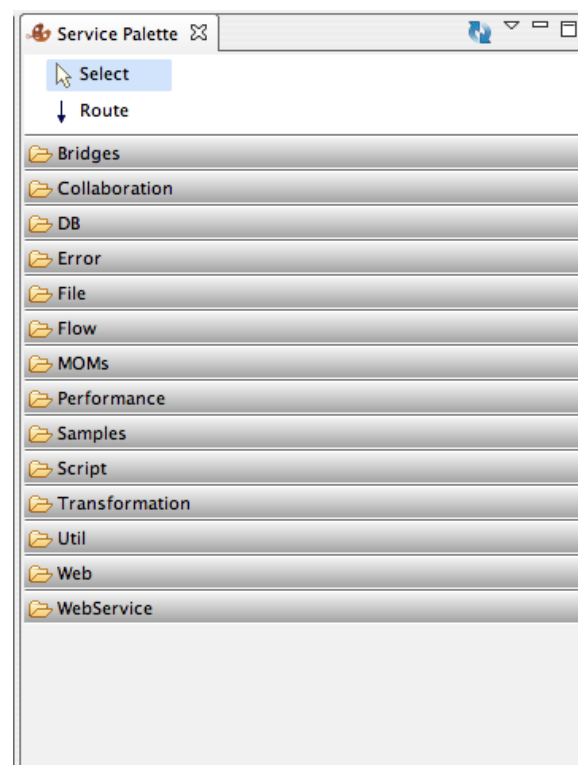 Service Palette
Select
Route
Bridges
Collaboration
DB
Error
File
Flow
MOMs
Performance
Samples
Script
Transformation
Util
Web
WebService